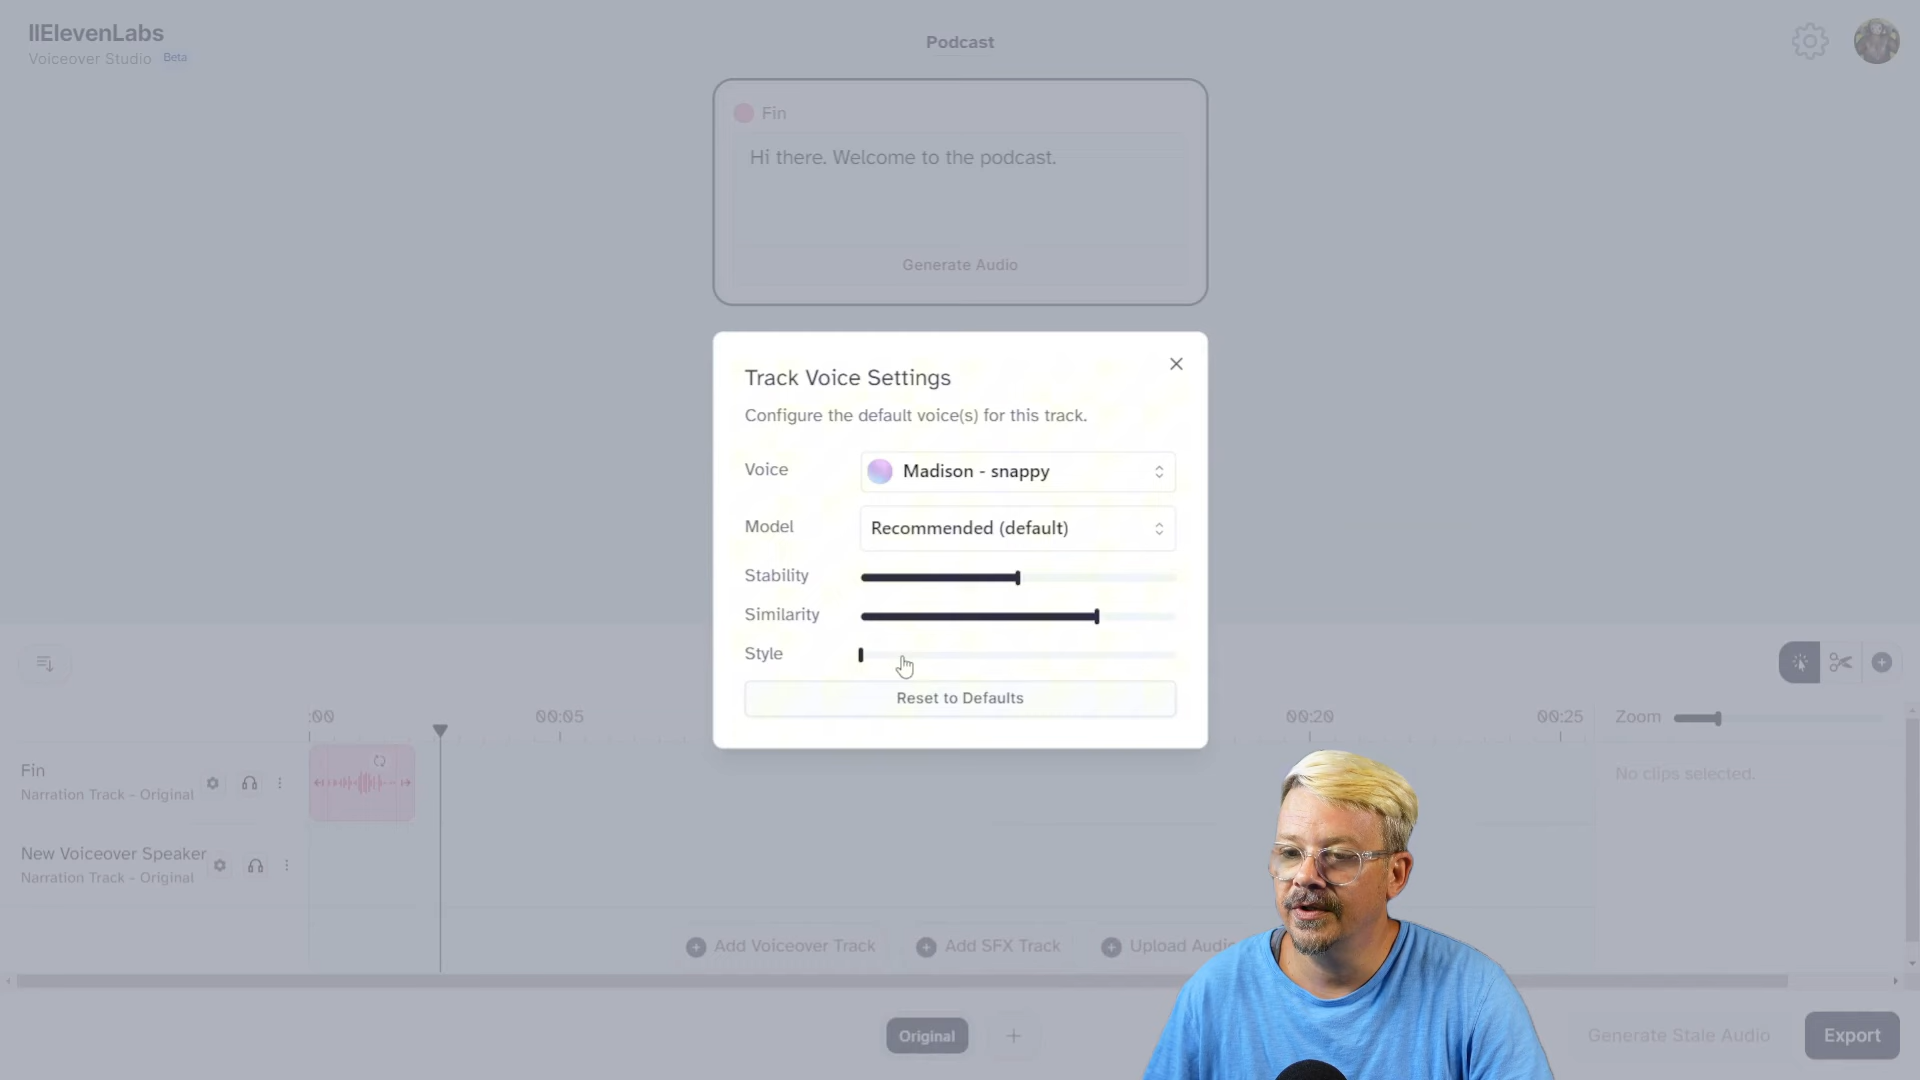 IIElevenLabs
Voiceover Studio Beta
Podcast
Fin
Hi there. Welcome to the podcast.
Generate Audio
Track Voice Settings
Configure the default voice(s) for this track.
Voice
Madison - snappy
Model
Recommended (default)
Stability
Similarity
Style
Reset to Defaults
:00
00:05
00:20
00:25
Zoom
Fin
Narration Track - Original
No clips selected.
New Voiceover Speaker
Narration Track - Original
Add Voiceover Track
Add SFX Track
Upload Audio
Original
Generate Stale Audio
Export